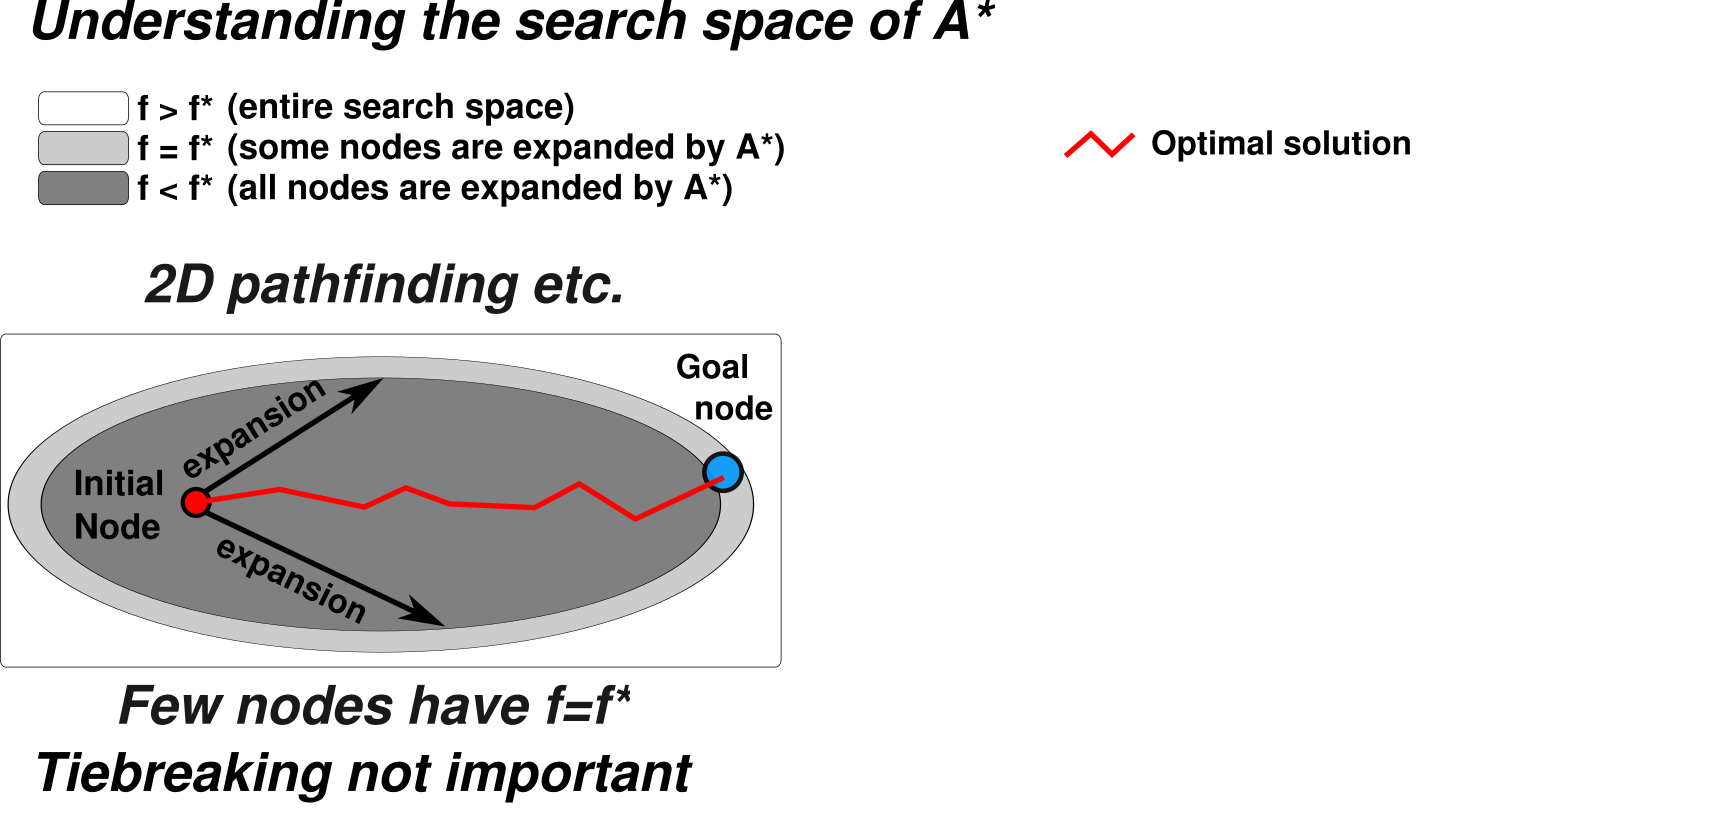 Understanding the search space of A*
f > f* (entire search space)
f = f* (some nodes are expanded by A*)
f < f* (all nodes are expanded by A*)
Optimal solution
2D pathfinding etc.
Goal
node
expansion
Initial
Node
expansion
Few nodes have f=f*
Tiebreaking not important